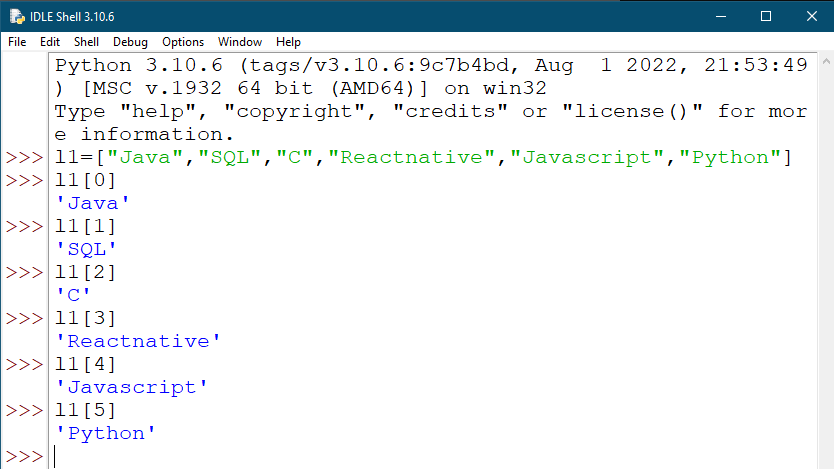 IDLE Shell 3.10.6
File Edit Shell Debug Options Window Help
Python 3.10.6 (tags/v3.10.6:9c7b4bd, Aug  1 2022, 21:53:49
) [MSC v.1932 64 bit (AMD64)] on win32
Type "help", "copyright", "credits" or "license()" for mor
e information.
>>> l1=["Java","SQL","C","Reactnative","Javascript","Python"]
>>> l1[0]
'Java'
>>> l1[1]
'SQL'
>>> l1[2]
'C'
>>> l1[3]
'Reactnative'
>>> l1[4]
'Javascript'
>>> l1[5]
'Python'
>>>